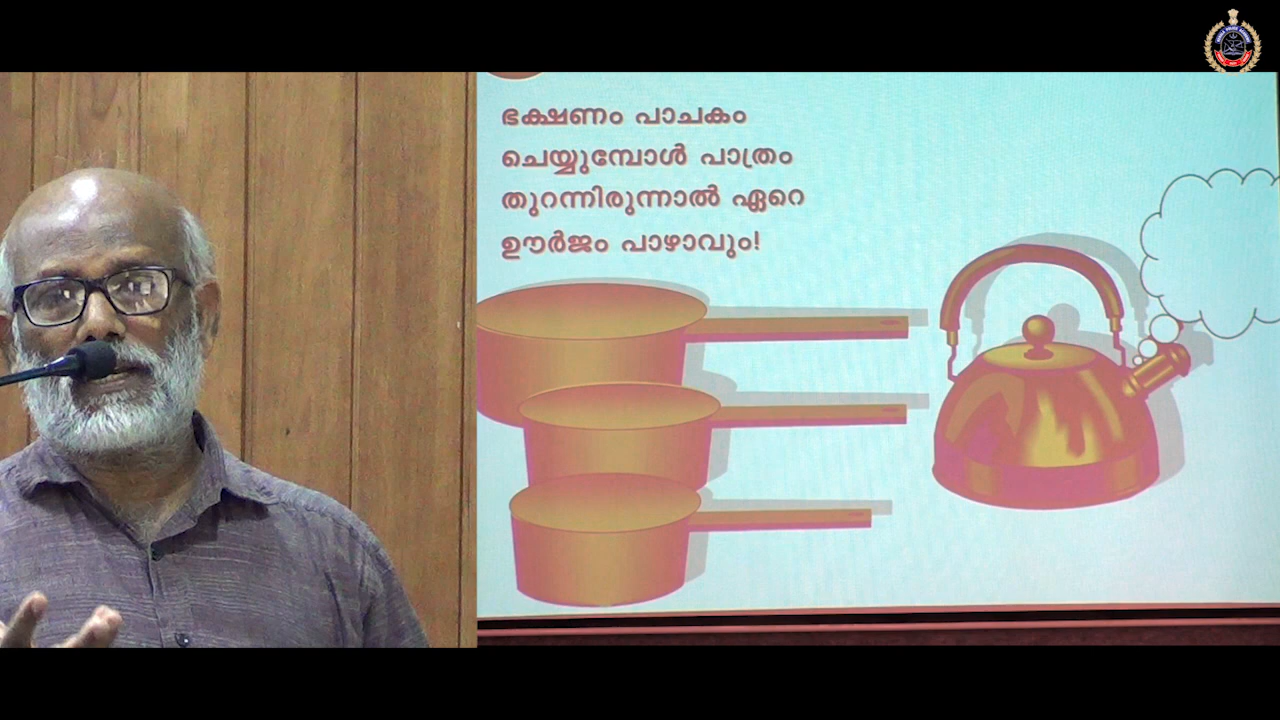 ഭക്ഷണം പാചകം
ചെയ്യുമ്പോൾ പാത്രം
തുറന്നിരുന്നാൽ ഏറെ
ഊർജം പാഴാവും!